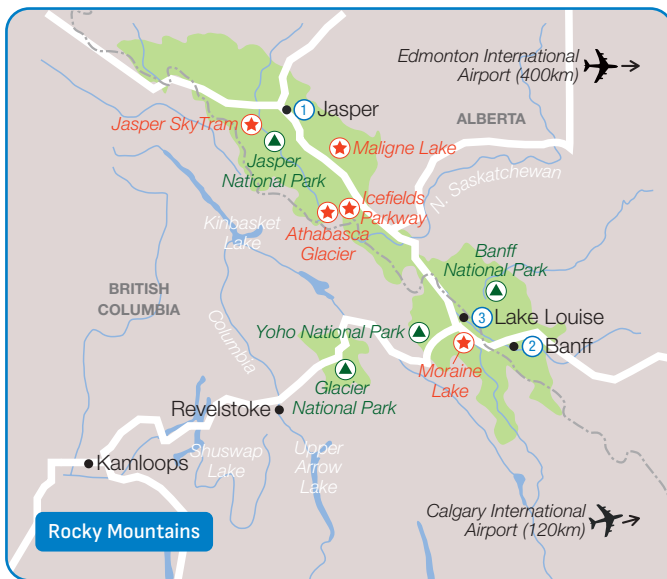 Edmonton International
Airport (400km)
1 Jasper
Jasper SkyTram
ALBERTA
Maligne Lake
Jasper
National Park
N. Saskatchewan
Icefields
Parkway
Kinbasket
Lake
Athabasca
Glacier
Banff
National Park
BRITISH
COLUMBIA
Columbia
3 Lake Louise
Yoho National Park
2 Banff
Moraine
Lake
Glacier
National Park
Revelstoke
Shuswap
Lake
Upper
Arrow
Lake
Kamloops
Calgary International
Airport (120km)
Rocky Mountains